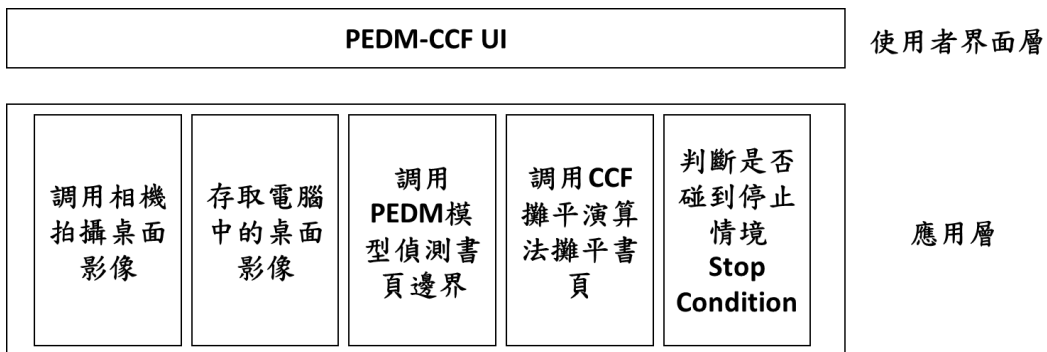 PEDM-CCF UI
使用者界面層
調用相機
拍攝桌面
影像
存取電腦
中的桌面
影像
調用
PEDM模
型偵測書
頁邊界
調用CCF
攤平演算
法攤平書
頁
判斷是否
碰到停止
情境
Stop
Condition
應用層